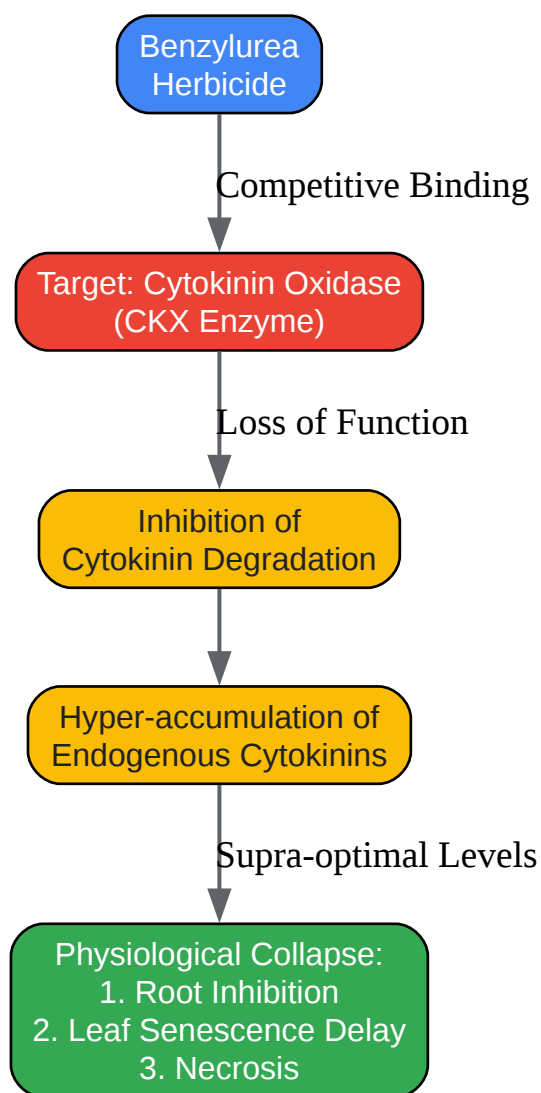 Benzylurea
Herbicide
Competitive Binding
Target: Cytokinin Oxidase
(CKX Enzyme)
Loss of Function
Inhibition of
Cytokinin Degradation
Hyper-accumulation of
Endogenous Cytokinins
Supra-optimal Levels
Physiological Collapse:
1. Root Inhibition
2. Leaf Senescence Delay
3. Necrosis